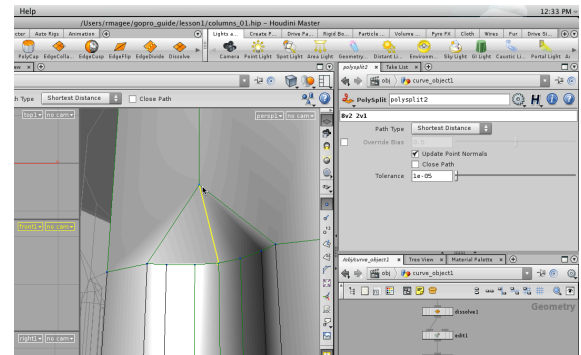 Help 12:33 PM
/Users/rmagee/gopro_guide/lesson1/columns_01.hip - Houdini Master
cter Auto Rigs Animation Lights a... Create P... Drive Pa... Rigid Bo... Particle ... Volume ... Pyro FX Cloth Wires Fur Drive Si...
PolyCap EdgeColla... EdgeCusp EdgeFlip EdgeDivide Dissolve Camera Point Light Spot Light Area Light Geometry... Distant Li... Environm... Sky Light GI Light Caustic Li... Portal Light
polysplit2 Take List
obj curve_object1
h Type Shortest Distance Close Path
PolySplit polysplit2
top1 no cam persp1 no cam
8v2 2v1
Path Type Shortest Distance
Override Bias 0.5
Update Point Normals
Close Path
Tolerance 1e-05
front1 no cam
/obj/curve_object1 Tree View Material Palette
obj curve_object1
Geometry
dissolve1
right1 no cam
edit1